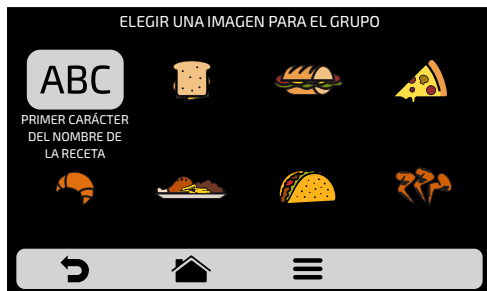 ELEGIR UNA IMAGEN PARA EL GRUPO
ABC
PRIMER CARÁCTER
DEL NOMBRE DE
LA RECETA